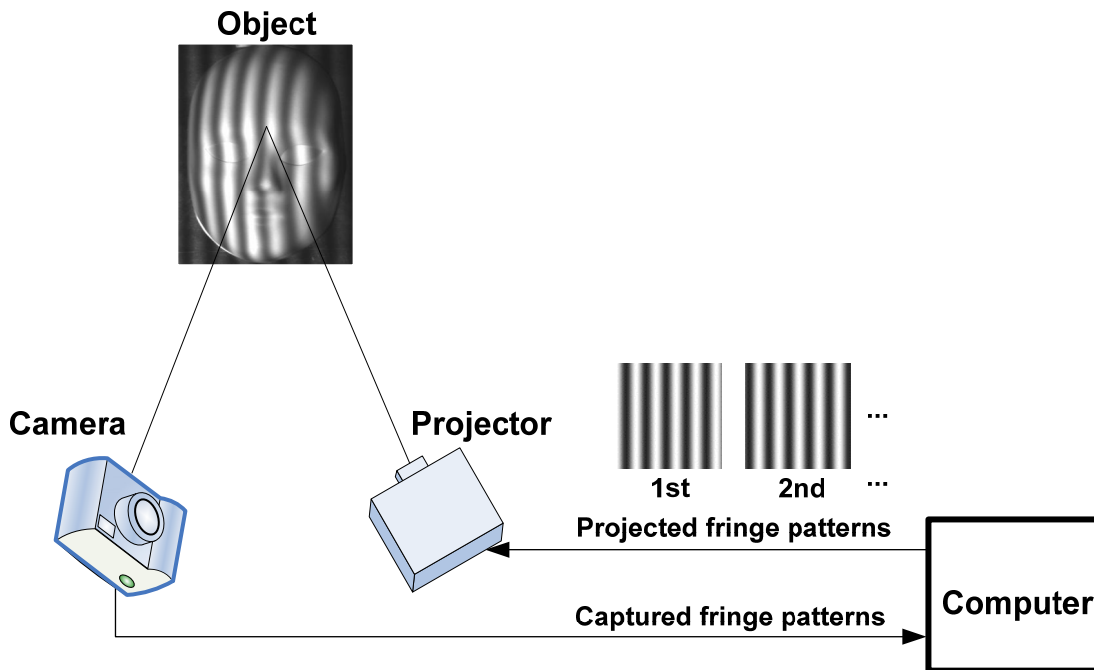 Object
Camera
Projector
...
1st
2nd
...
Projected fringe patterns
Captured fringe patterns
Computer